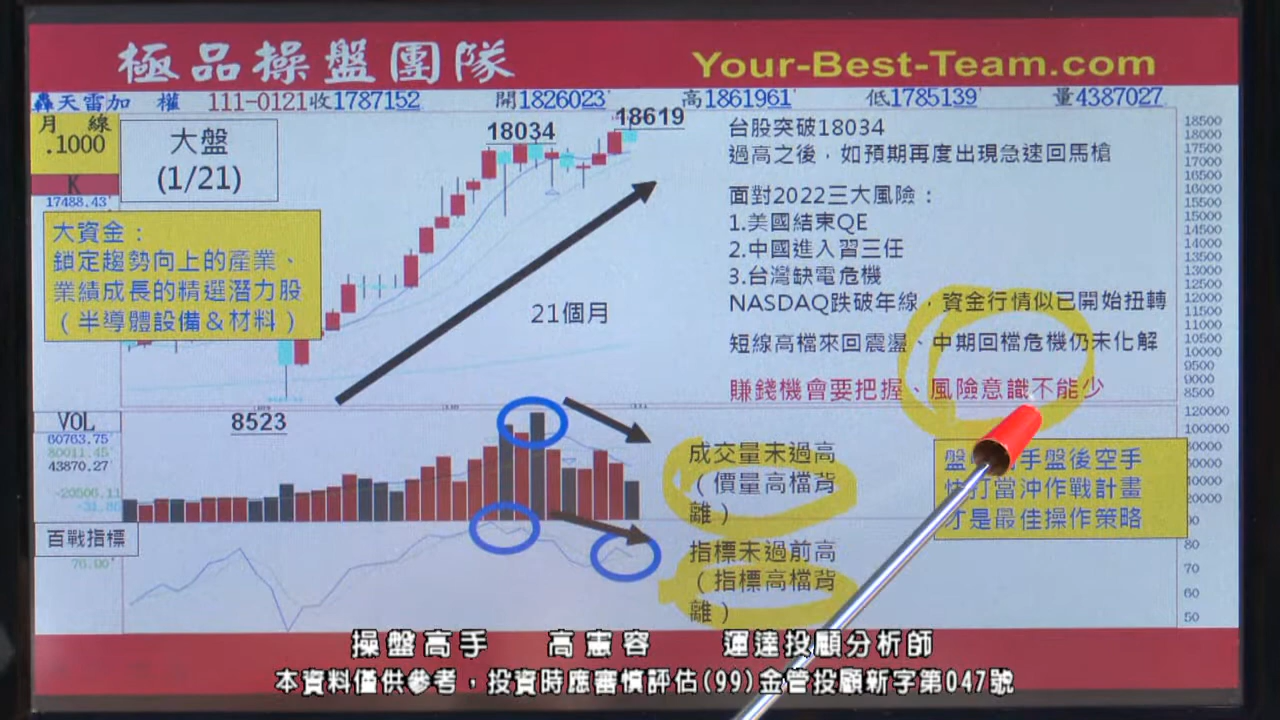 極品操盤團隊
Your-Best-Team.com
轟天雷加 權 111-0121收1787152 開1826023 高1861961 低1785139 量4387027
月 線
.1000
K
17488.43
大盤
(1/21)
18034
18619
大資金：
鎖定趨勢向上的產業、
業績成長的精選潛力股
（半導體設備＆材料）
21個月
8523
台股突破18034
過高之後，如預期再度出現急速回馬槍
面對2022三大風險：
1.美國結束QE
2.中國進入習三任
3.台灣缺電危機
NASDAQ跌破年線，資金行情似已開始扭轉
短線高檔來回震盪、中期回檔危機仍未化解
賺錢機會要把握、風險意識不能少
18500
18000
17500
17000
16500
16000
15500
15000
14500
14000
13500
13000
12500
12000
11500
11000
10500
10000
9500
9000
8500
VOL
60763.75
80011.45
43870.27
-20506.11
120000
100000
成交量未過高
（價量高檔背
離）
手盤後空手
打當沖作戰計畫
才是最佳操作策略
百戰指標
70.00
指標未過前高
（指標高檔背
離）
80
70
60
50
操盤高手 高憲容 運達投顧分析師
本資料僅供參考，投資時應審慎評估(99)金管投顧新字第047號